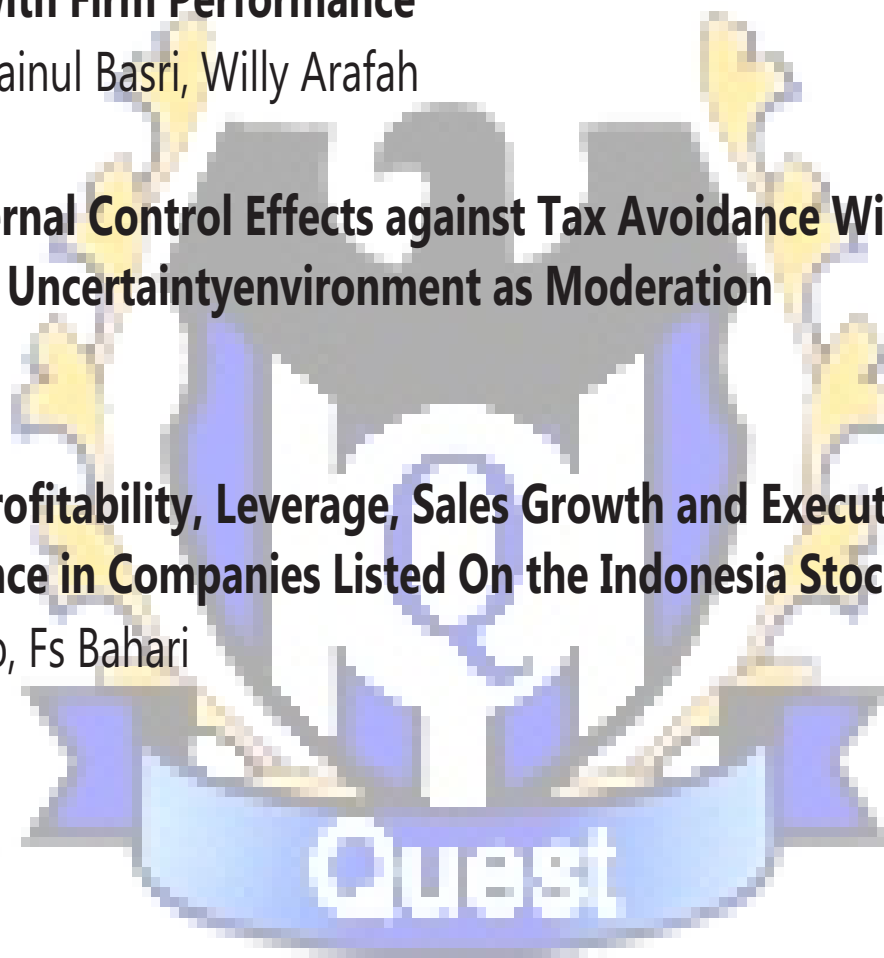 with Firm Performance
ainul Basri, Willy Arafah
rnal Control Effects against Tax Avoidance Wi
Uncertaintyenvironment as Moderation
rofitability, Leverage, Sales Growth and Execut
nce in Companies Listed On the Indonesia Stoc
o, Fs Bahari
Q
Quest